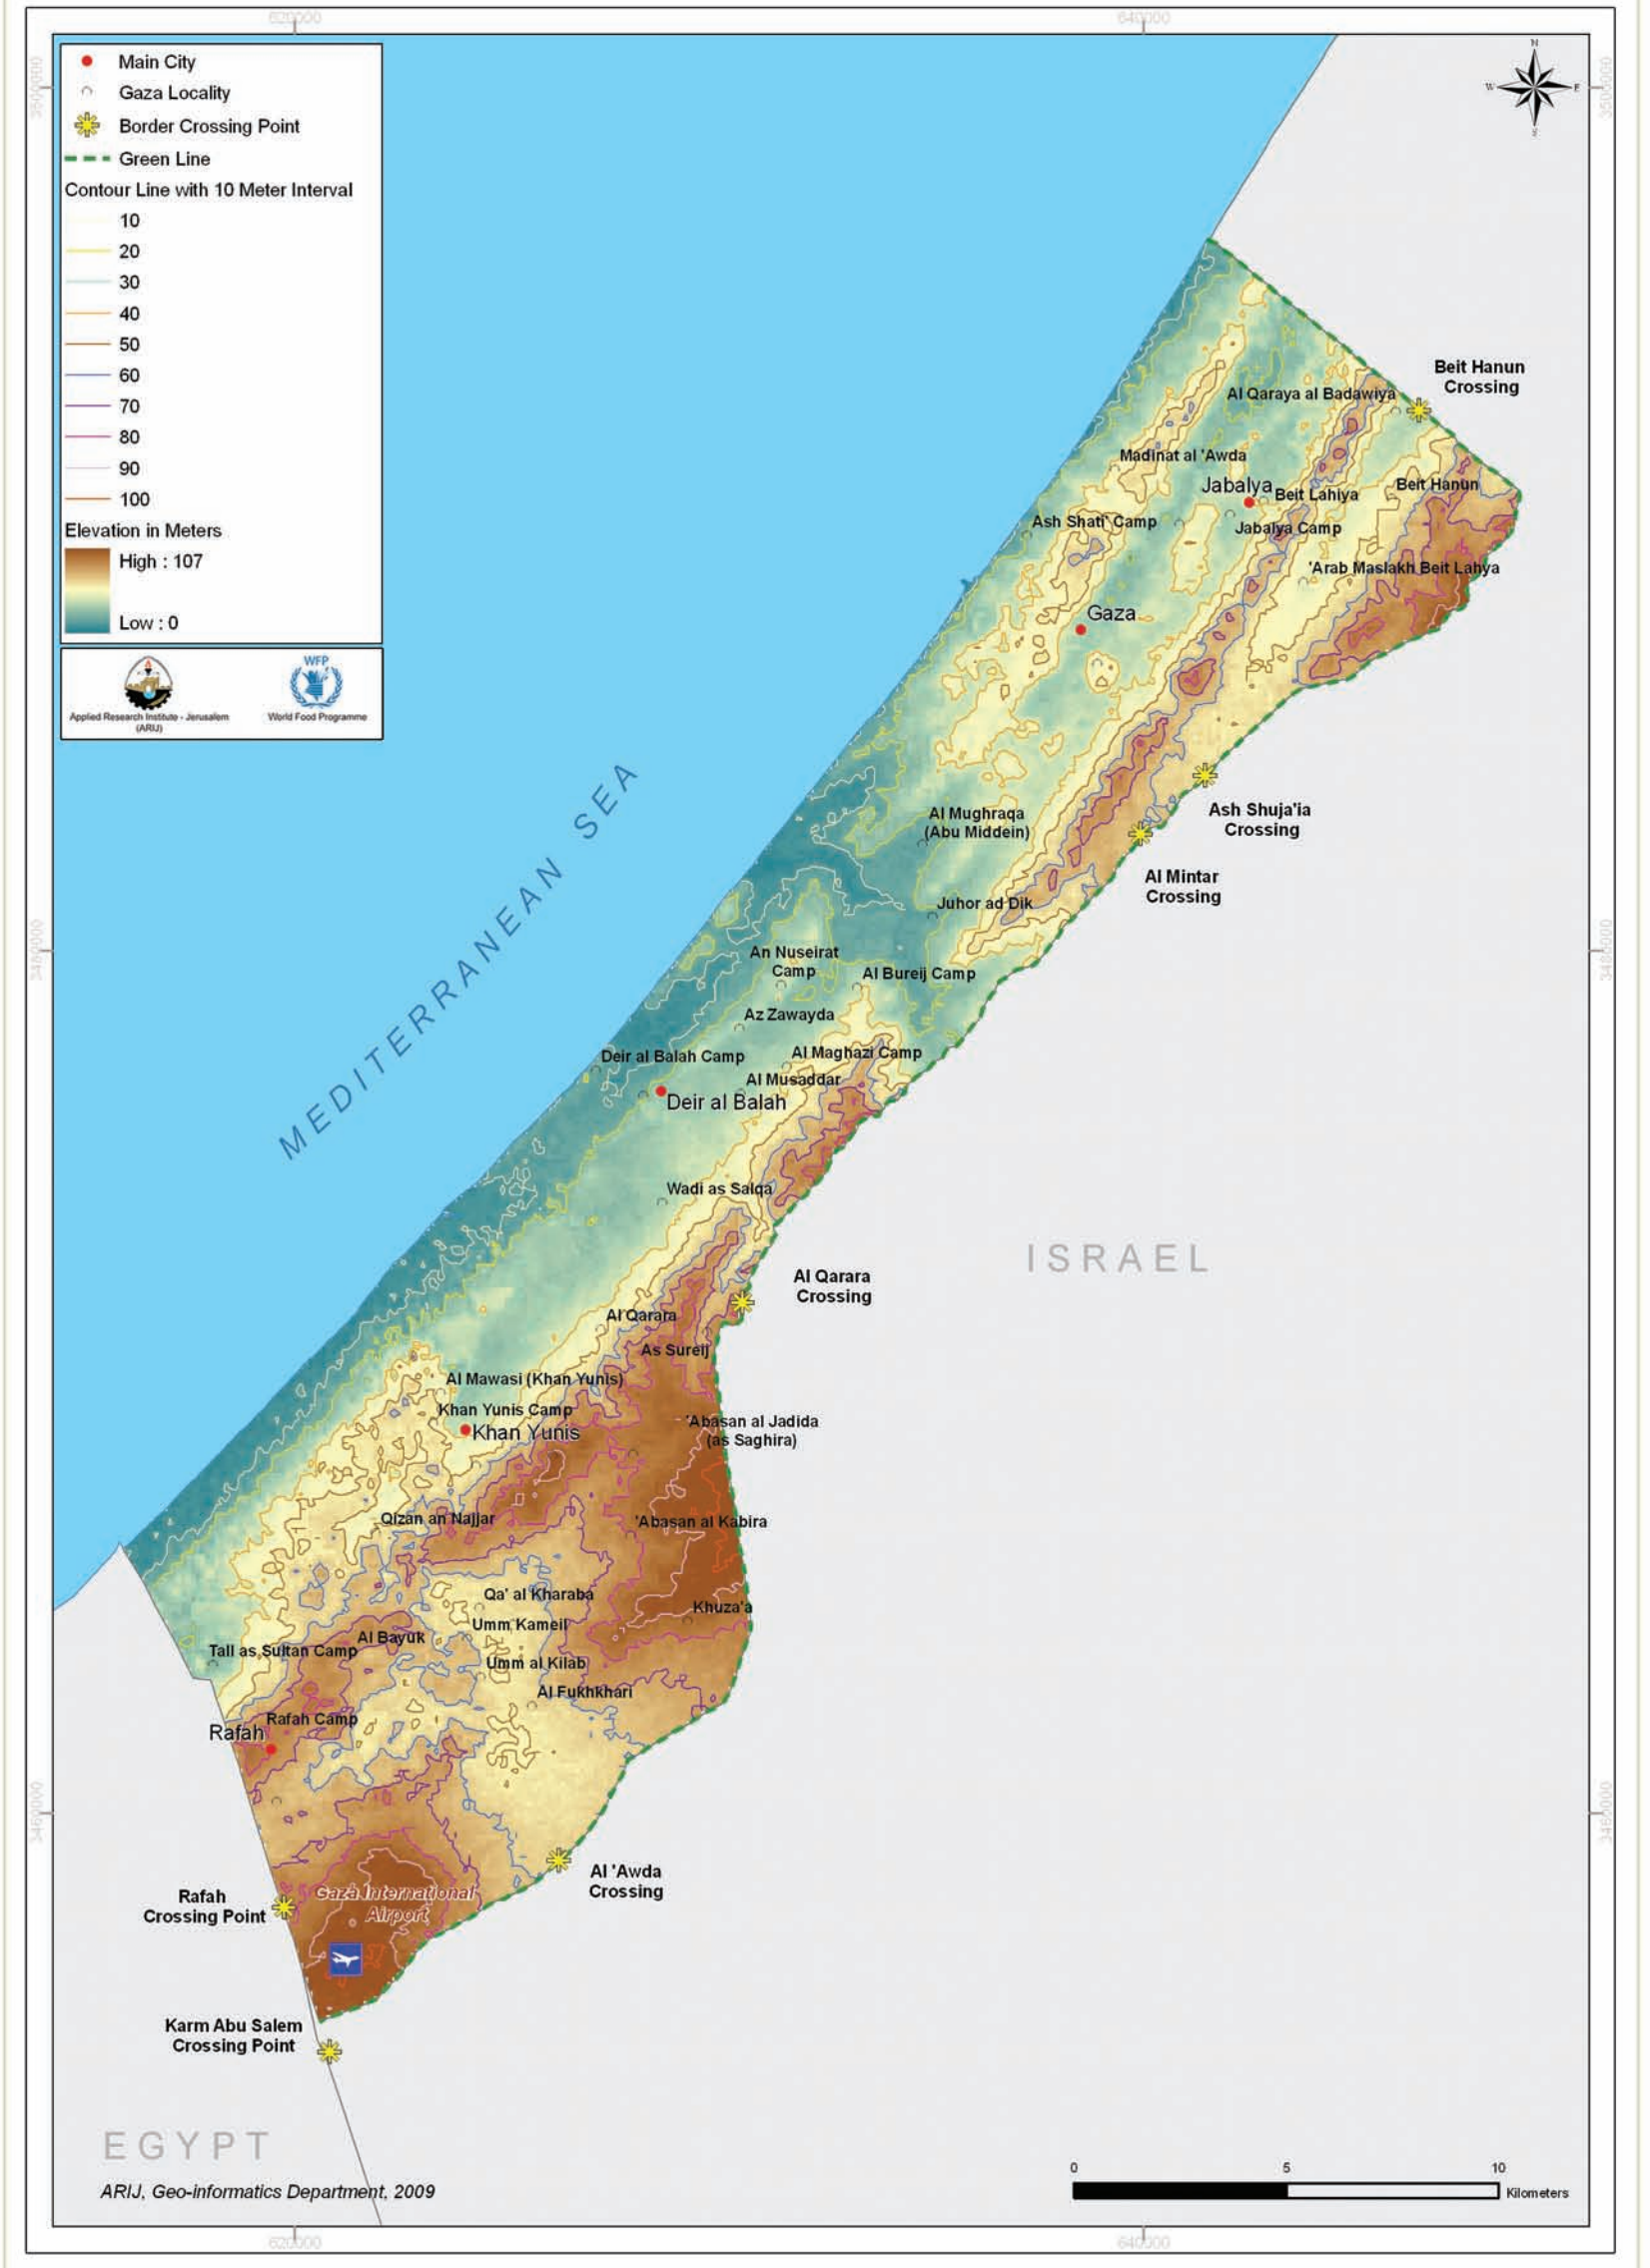 620000
640000
3500000
3500000
Main City
Gaza Locality
Border Crossing Point
Green Line
Contour Line with 10 Meter Interval
10
20
30
40
50
60
70
80
90
100
Elevation in Meters
High : 107
Low : 0
Applied Research Institute - Jerusalem
(ARIJ)
WFP
World Food Programme
N
W
E
S
Beit Hanun
Crossing
Al Qaraya al Badawiya
Madinat al 'Awda
Jabalya
Beit Lahiya
Beit Hanun
Ash Shati' Camp
Jabalya Camp
'Arab Maslakh Beit Lahya
Gaza
MEDITERRANEAN SEA
Al Mughraqa
(Abu Middein)
Ash Shuja'ia
Crossing
Al Mintar
Crossing
Juhor ad Dik
3480000
3480000
An Nuseirat
Camp
Al Bureij Camp
Az Zawayda
Deir al Balah Camp
Al Maghazi Camp
Al Musaddar
Deir al Balah
Wadi as Salqa
ISRAEL
Al Qarara
Crossing
Al Qarara
As Sureij
Al Mawasi (Khan Yunis)
Khan Yunis Camp
Khan Yunis
'Abasan al Jadida
(as Saghira)
Qizan an Najjar
'Abasan al Kabira
Qa' al Kharaba
Khuza'a
Umm Kameil
Al Bayuk
Tall as Sultan Camp
Umm al Kilab
Al Fukhkhari
Rafah Camp
Rafah
3460000
3460000
Al 'Awda
Crossing
Rafah
Crossing Point
Gaza International
Airport
Karm Abu Salem
Crossing Point
EGYPT
ARIJ, Geo-informatics Department, 2009
0
5
10
Kilometers
620000
640000